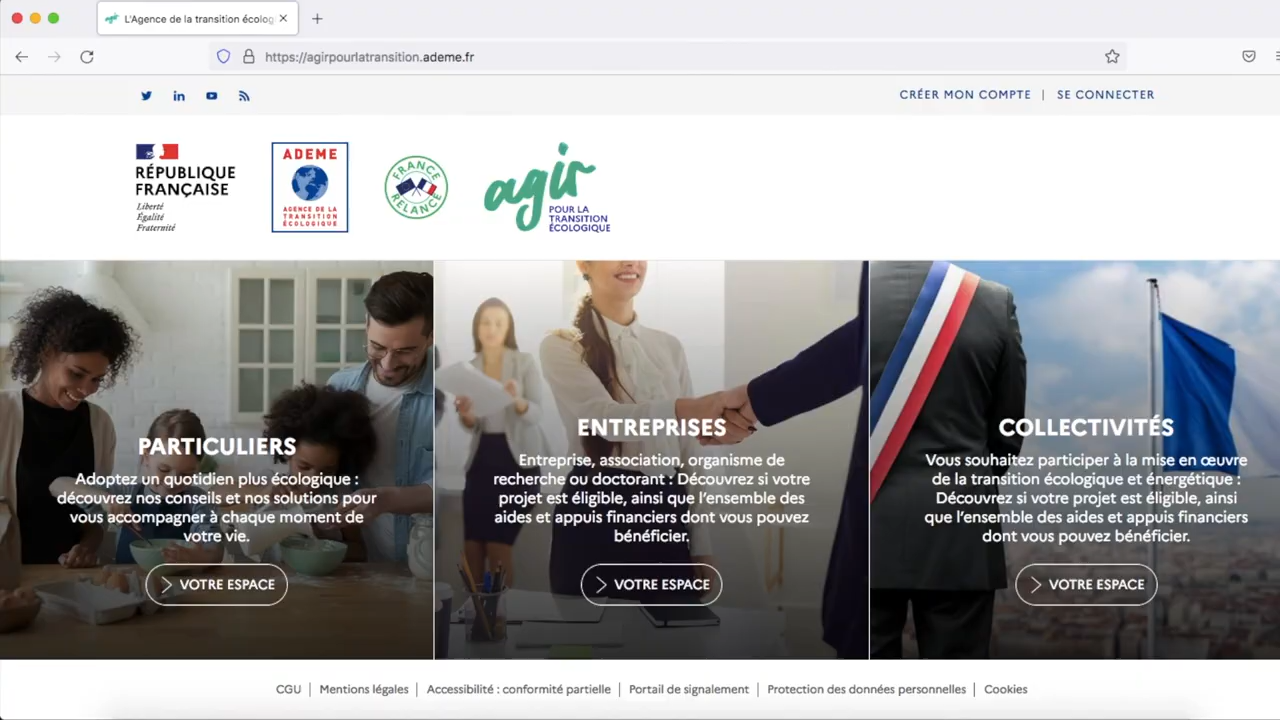 L'Agence de la transition écolog
https://agirpourlatransition.ademe.fr
CRÉER MON COMPTE | SE CONNECTER
RÉPUBLIQUE
FRANÇAISE
Liberté
Égalité
Fraternité
ADEME
AGENCE DE LA
TRANSITION
ÉCOLOGIQUE
FRANCE
RELANCE
agir
POUR LA
TRANSITION
ÉCOLOGIQUE
PARTICULIERS
Adoptez un quotidien plus écologique :
découvrez nos conseils et nos solutions pour
vous accompagner à chaque moment de
votre vie.
VOTRE ESPACE
ENTREPRISES
Entreprise, association, organisme de
recherche ou doctorant : Découvrez si votre
projet est éligible, ainsi que l'ensemble des
aides et appuis financiers dont vous pouvez
bénéficier.
VOTRE ESPACE
COLLECTIVITÉS
Vous souhaitez participer à la mise en œuvre
de la transition écologique et énergétique :
Découvrez si votre projet est éligible, ainsi
que l'ensemble des aides et appuis financiers
dont vous pouvez bénéficier.
VOTRE ESPACE
CGU | Mentions légales | Accessibilité : conformité partielle | Portail de signalement | Protection des données personnelles | Cookies